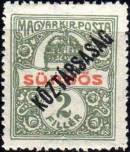 MAGYAR KIR. POSTA
KÖZTÁRSASÁG
SÜRGŐS
2
FILLÉR